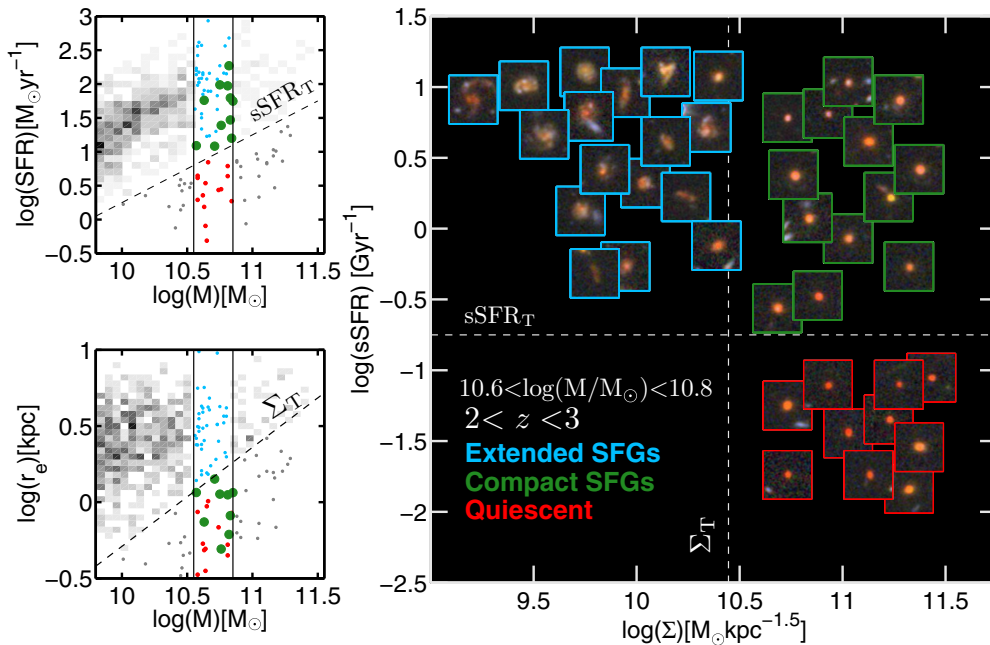 log(SFR)[M⊙yr⁻¹]
3
2.5
2
1.5
1
0.5
0
−0.5
sSFR_T
10 10.5 11 11.5
log(M)[M⊙]
log(r_e)[kpc]
1
0.5
0
−0.5
Σ_T
10 10.5 11 11.5
log(M)[M⊙]
log(sSFR) [Gyr⁻¹]
1.5
1
0.5
0
−0.5
−1
−1.5
−2
−2.5
sSFR_T
10.6<log(M/M⊙)<10.8
2< z <3
Extended SFGs
Compact SFGs
Quiescent
Σ_T
9.5 10 10.5 11 11.5
log(Σ)[M⊙kpc⁻¹·⁵]